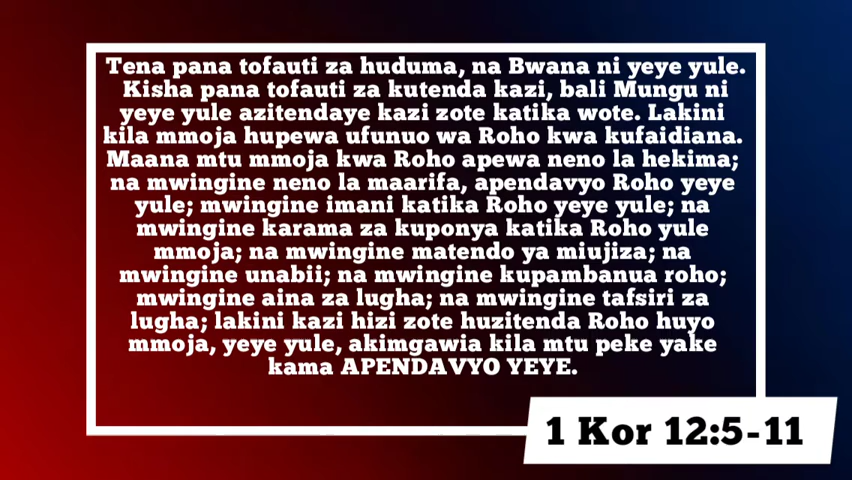 Tena pana tofauti za huduma, na Bwana ni yeye yule.
Kisha pana tofauti za kutenda kazi, bali Mungu ni
yeye yule azitendaye kazi zote katika wote. Lakini
kila mmoja hupewa ufunuo wa Roho kwa kufaidiana.
Maana mtu mmoja kwa Roho apewa neno la hekima;
na mwingine neno la maarifa, apendavyo Roho yeye
yule; mwingine imani katika Roho yeye yule; na
mwingine karama za kuponya katika Roho yule
mmoja; na mwingine matendo ya miujiza; na
mwingine unabii; na mwingine kupambanua roho;
mwingine aina za lugha; na mwingine tafsiri za
lugha; lakini kazi hizi zote huzitenda Roho huyo
mmoja, yeye yule, akimgawia kila mtu peke yake
kama APENDAVYO YEYE.
1 Kor 12:5-11